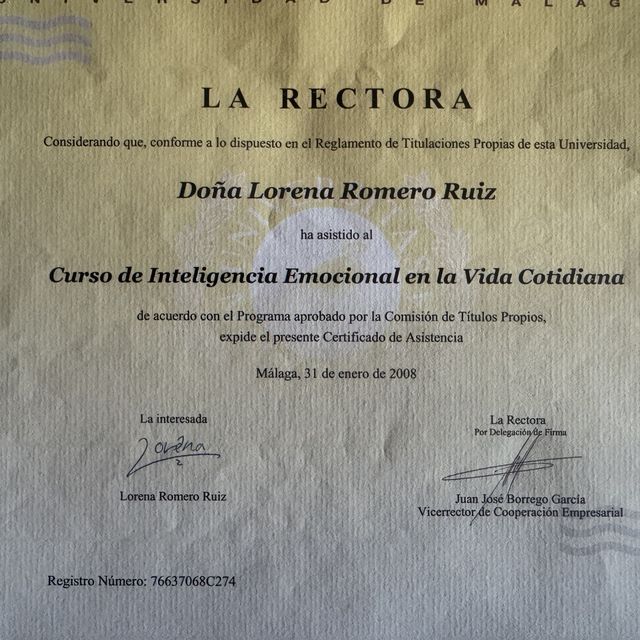 UNIVERSIDAD DE MÁLAG
LA RECTORA
Considerando que, conforme a lo dispuesto en el Reglamento de Titulaciones Propias de esta Universidad,
Doña Lorena Romero Ruiz
ha asistido al
Curso de Inteligencia Emocional en la Vida Cotidiana
de acuerdo con el Programa aprobado por la Comisión de Títulos Propios,
expide el presente Certificado de Asistencia
Málaga, 31 de enero de 2008
La interesada
Lorena
Lorena Romero Ruiz
La Rectora
Por Delegación de Firma
Juan José Borrego García
Vicerrector de Cooperación Empresarial
Registro Número: 76637068C274